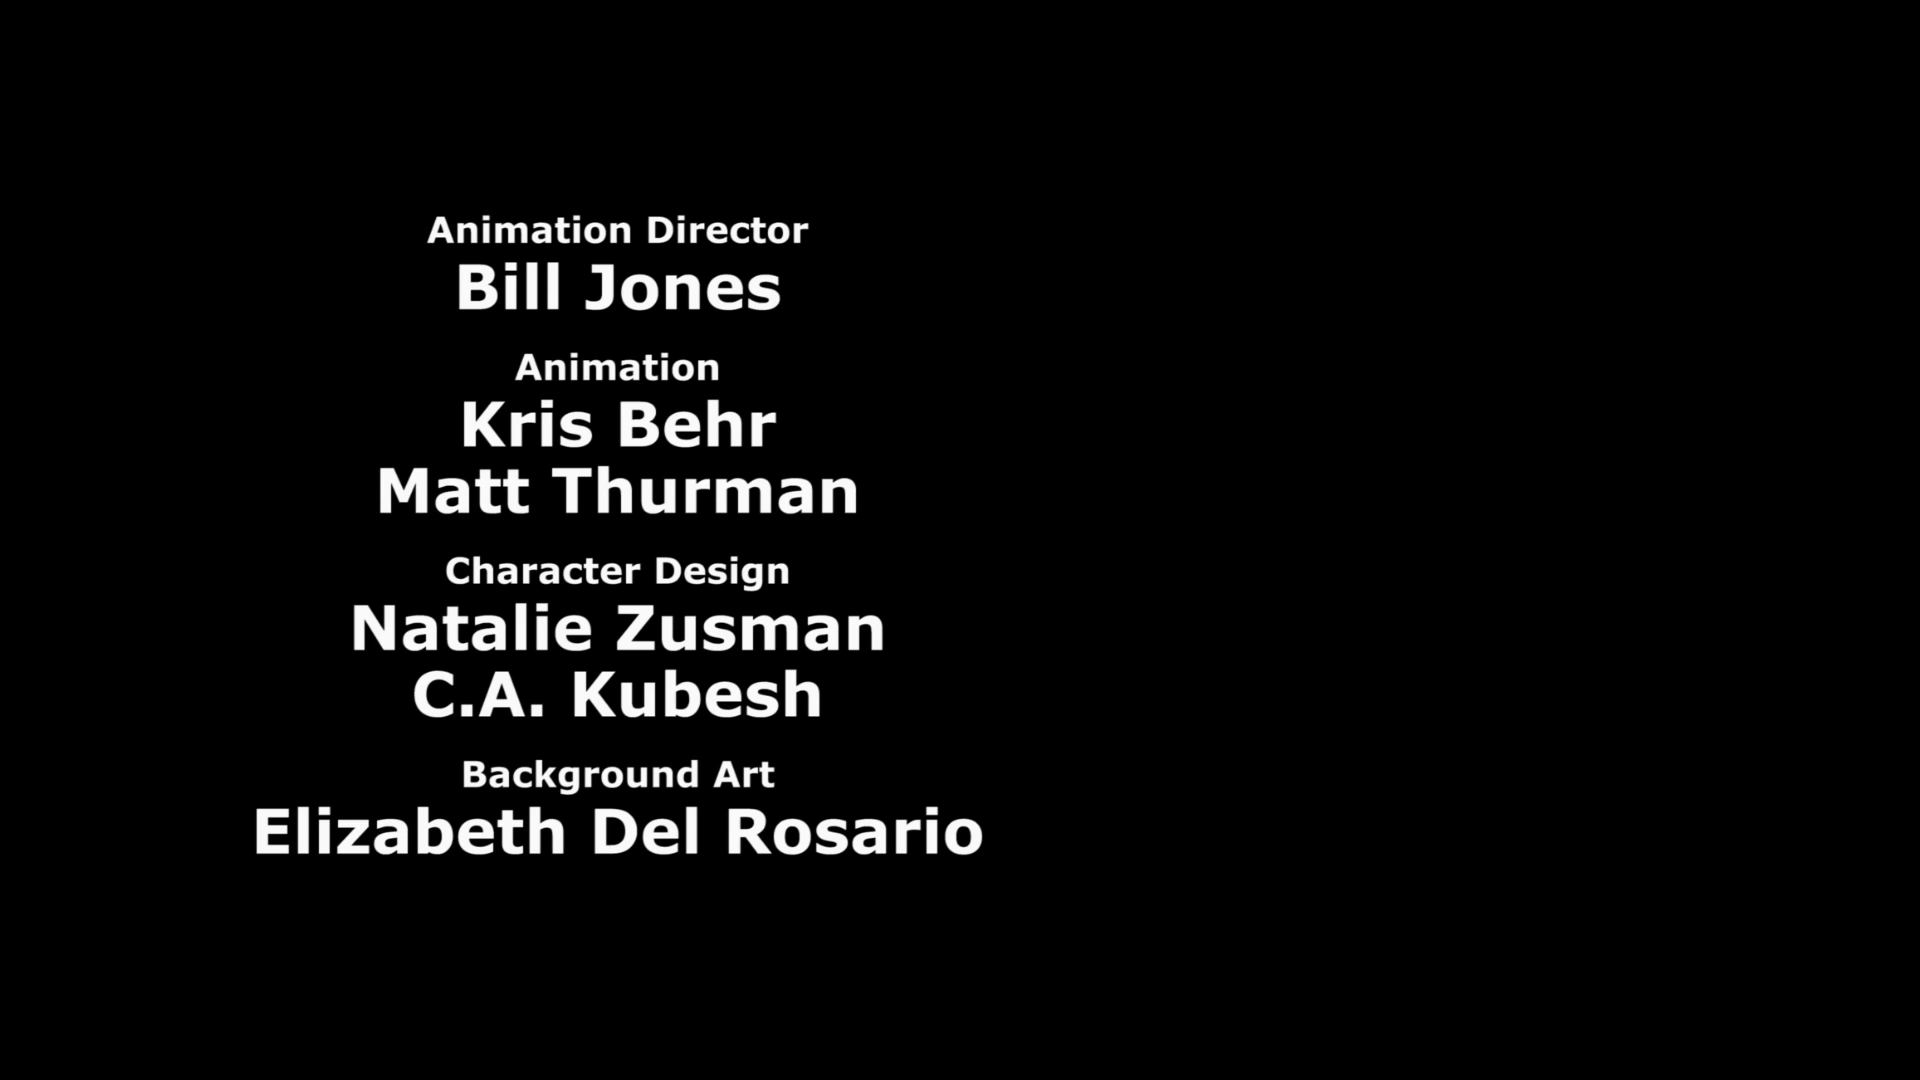 Animation Director
Bill Jones
Animation
Kris Behr
Matt Thurman
Character Design
Natalie Zusman
C.A. Kubesh
Background Art
Elizabeth Del Rosario